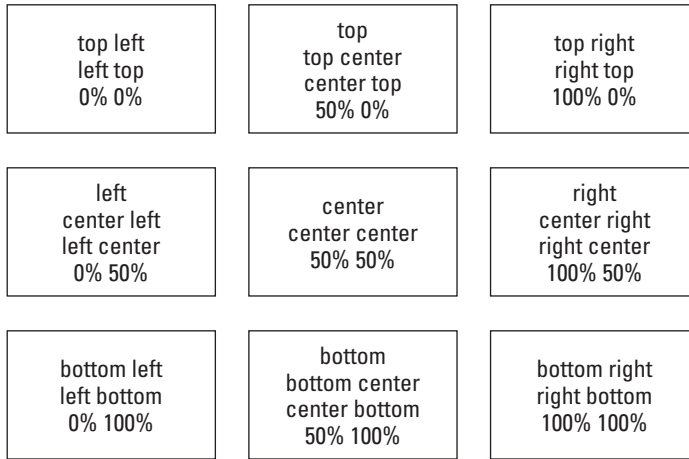 top left
left top
0% 0%
top
top center
center top
50% 0%
top right
right top
100% 0%
left
center left
left center
0% 50%
center
center center
50% 50%
right
center right
right center
100% 50%
bottom left
left bottom
0% 100%
bottom
bottom center
center bottom
50% 100%
bottom right
right bottom
100% 100%